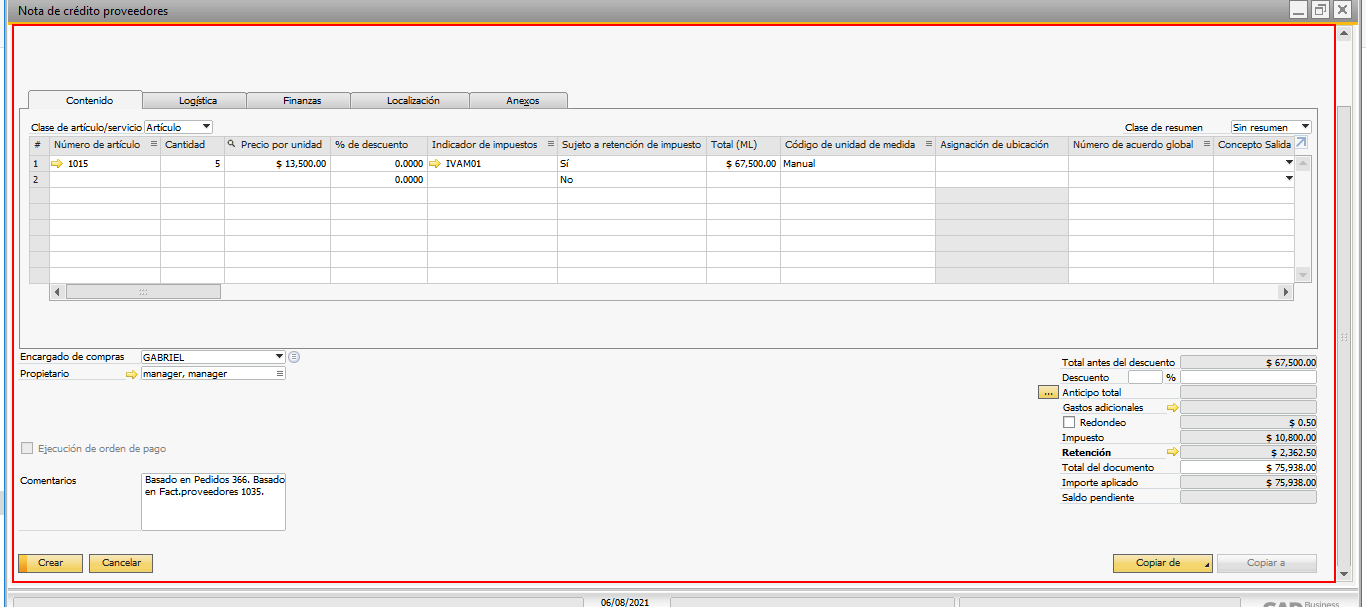 Nota de crédito proveedores
Contenido Logística Finanzas Localización Anexos
Clase de artículo/servicio Artículo Clase de resumen Sin resumen
# Número de artículo Cantidad Precio por unidad % de descuento Indicador de impuestos Sujeto a retención de impuesto Total (ML) Código de unidad de medida Asignación de ubicación Número de acuerdo global Concepto Salida
1 1015 5 $ 13,500.00 0.0000 IVAM01 Sí $ 67,500.00 Manual
2 0.0000 No
Encargado de compras GABRIEL
Propietario manager, manager
Total antes del descuento $ 67,500.00
Descuento %
... Anticipo total
Gastos adicionales
Redondeo $ 0.50
Impuesto $ 10,800.00
Retención $ 2,362.50
Total del documento $ 75,938.00
Importe aplicado $ 75,938.00
Saldo pendiente
Ejecución de orden de pago
Comentarios Basado en Pedidos 366. Basado
en Fact.proveedores 1035.
Crear Cancelar Copiar de Copiar a
06/08/2021 SAP Business